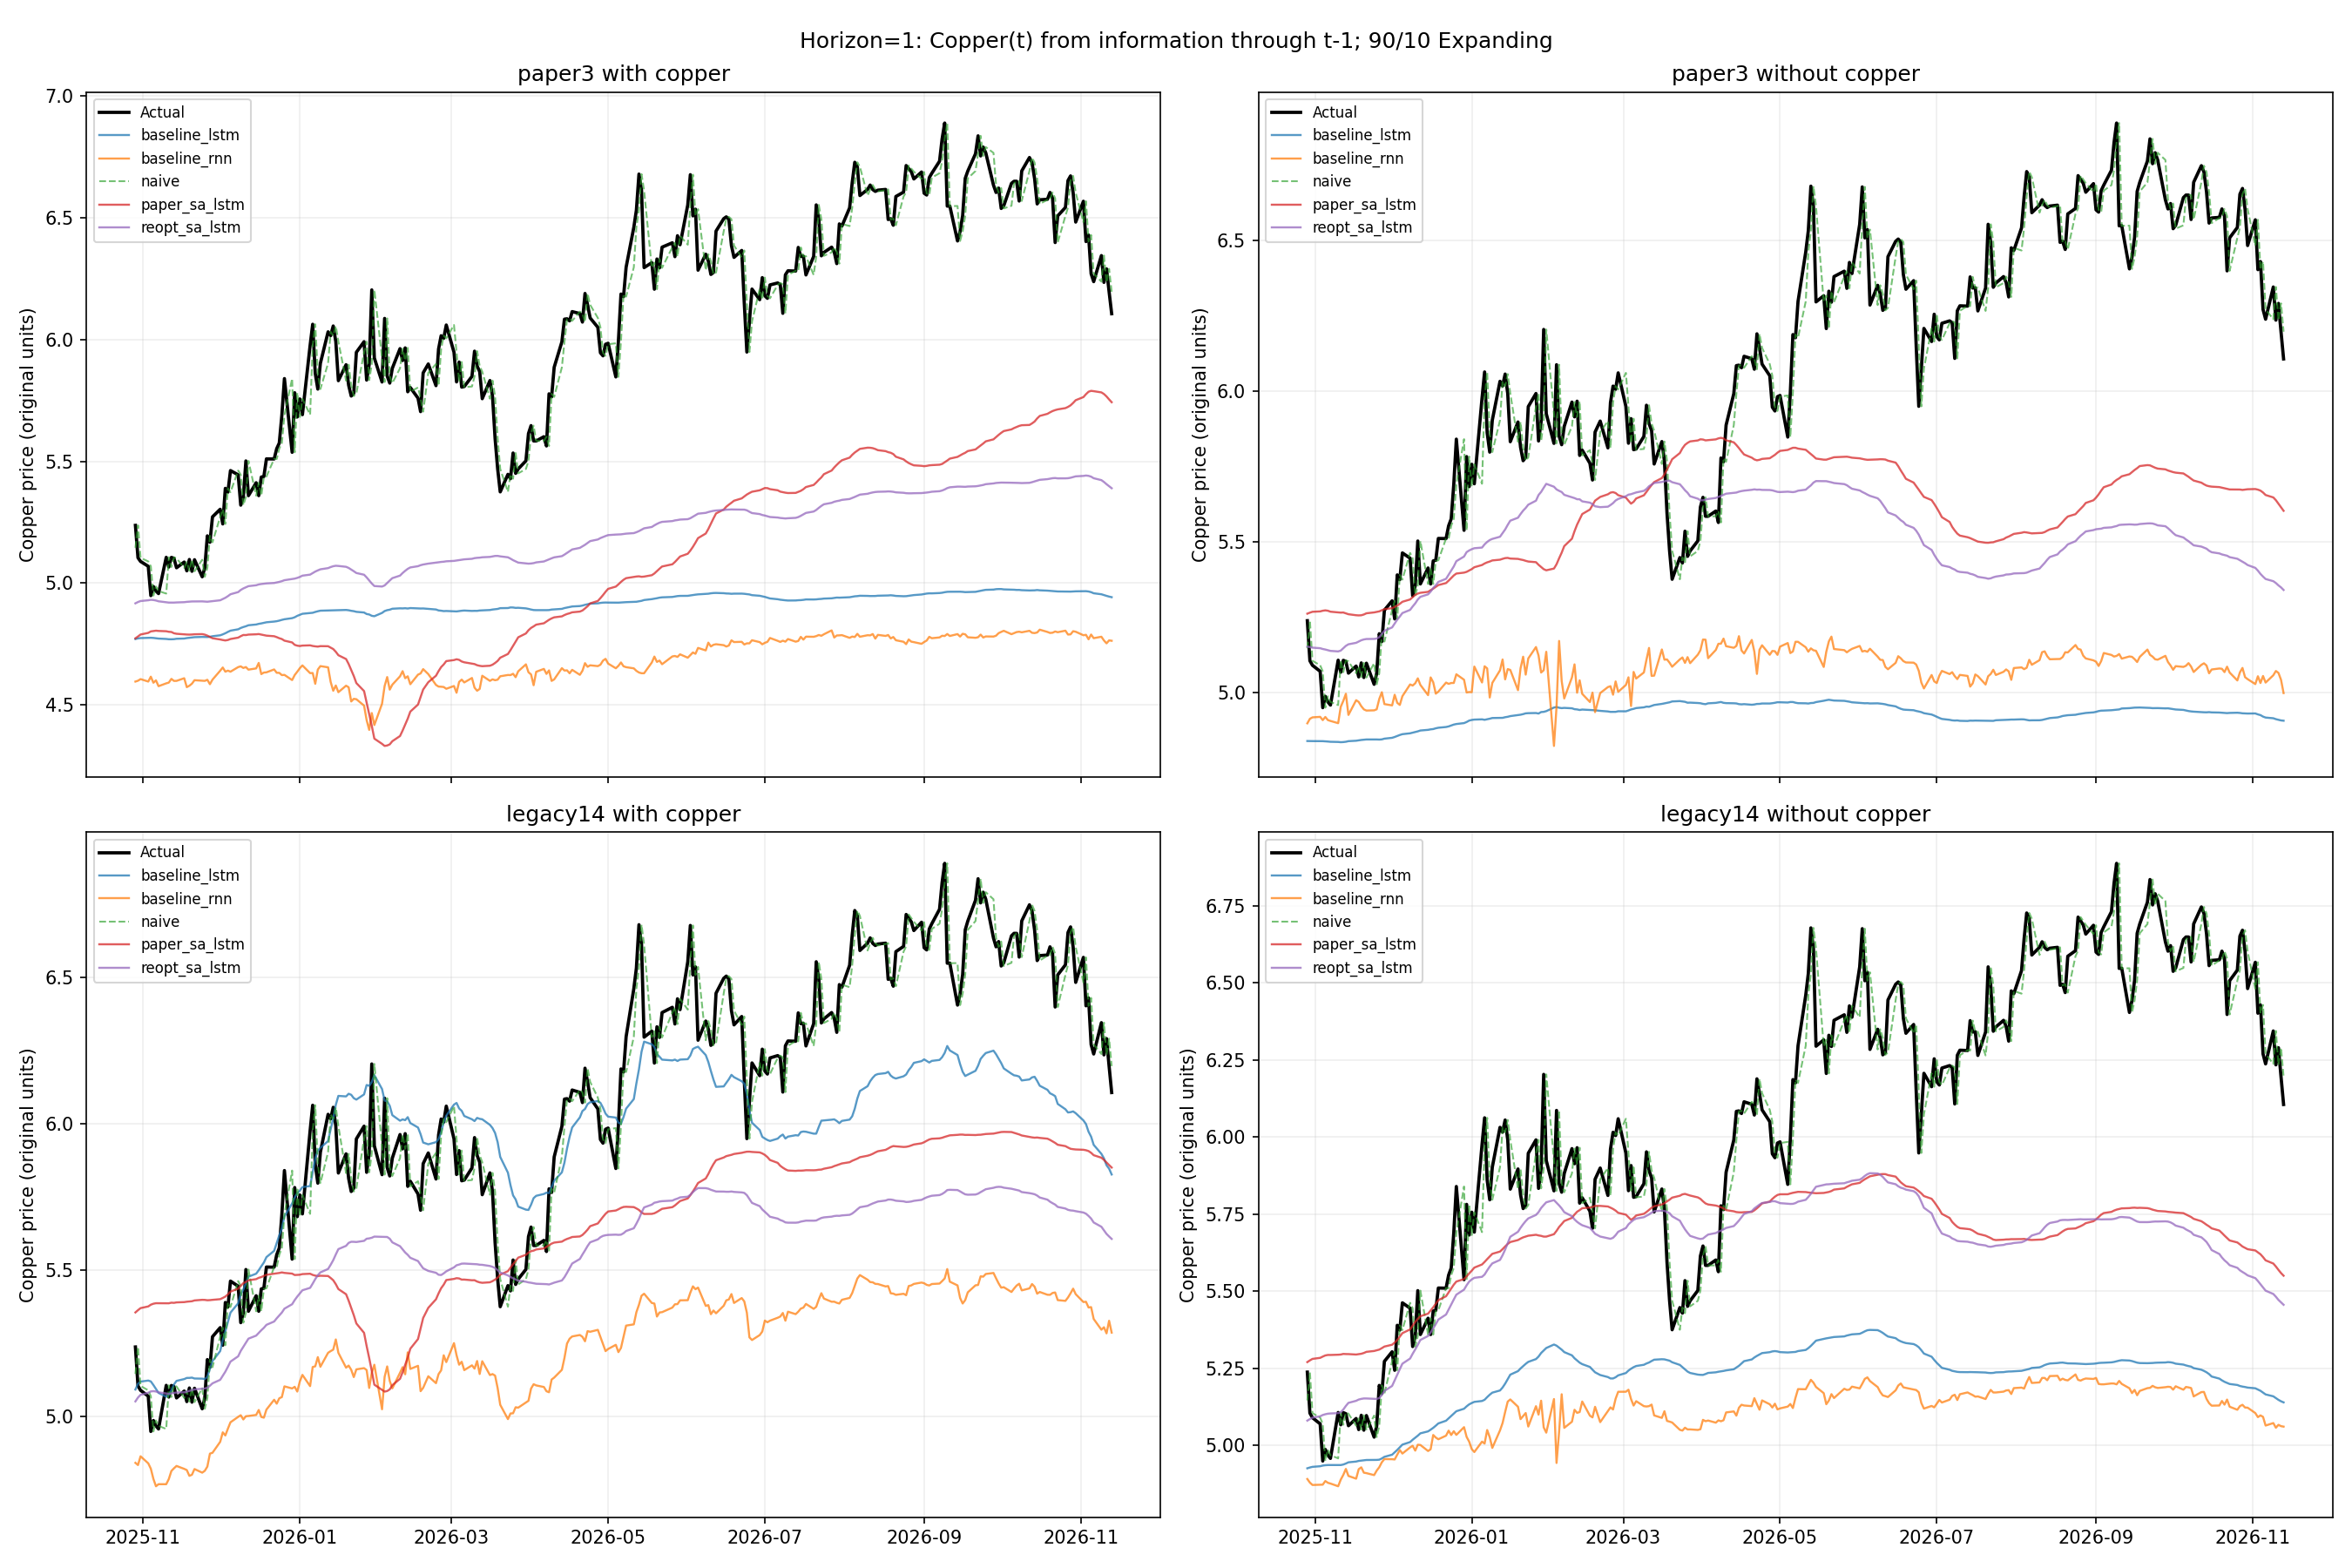 Horizon=1: Copper(t) from information through t-1; 90/10 Expanding
paper3 with copper
Copper price (original units)
7.0
6.5
6.0
5.5
5.0
4.5
Actual
baseline_lstm
baseline_rnn
naive
paper_sa_lstm
reopt_sa_lstm
paper3 without copper
Copper price (original units)
6.5
6.0
5.5
5.0
Actual
baseline_lstm
baseline_rnn
naive
paper_sa_lstm
reopt_sa_lstm
legacy14 with copper
Copper price (original units)
6.5
6.0
5.5
5.0
Actual
baseline_lstm
baseline_rnn
naive
paper_sa_lstm
reopt_sa_lstm
2025-11 2026-01 2026-03 2026-05 2026-07 2026-09 2026-11
legacy14 without copper
Copper price (original units)
6.75
6.50
6.25
6.00
5.75
5.50
5.25
5.00
Actual
baseline_lstm
baseline_rnn
naive
paper_sa_lstm
reopt_sa_lstm
2025-11 2026-01 2026-03 2026-05 2026-07 2026-09 2026-11